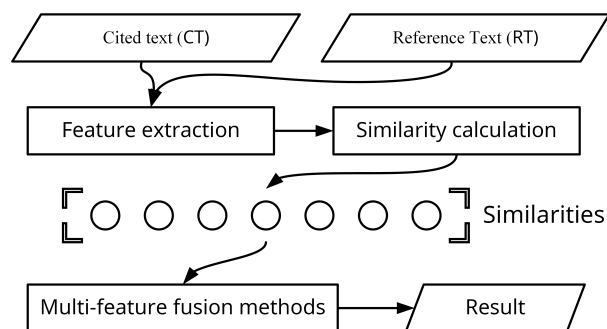 Cited text (CT)
Reference Text (RT)
Feature extraction
Similarity calculation
Similarities
Multi-feature fusion methods
Result